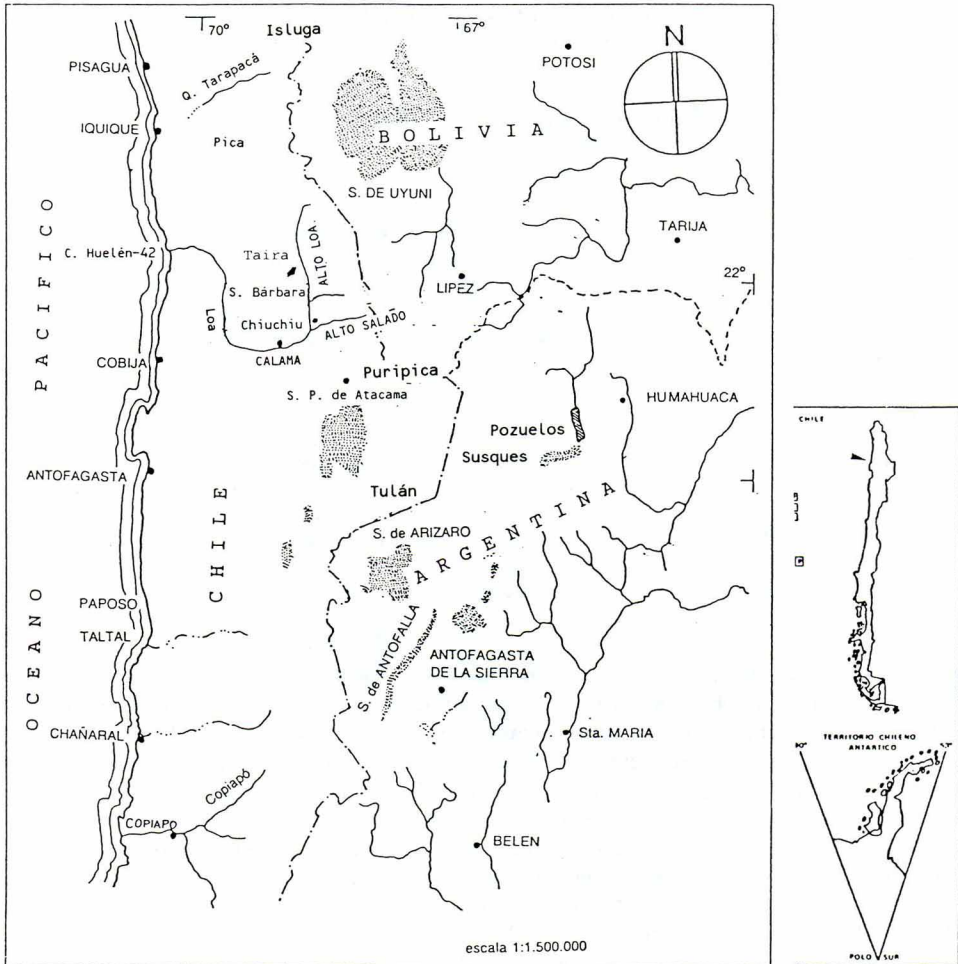 70°
Isluga
67°
N
PISAGUA
Q. Tarapacá
POTOSI
IQUIQUE
BOLIVIA
Pica
S. DE UYUNI
TARIJA
C. Huelén-42
Taira
ALTO LOA
S. Bárbara
LIPEZ
22°
Loa
Chiuchiu
ALTO SALADO
CALAMA
COBIJA
Puripica
S. P. de Atacama
HUMAHUACA
OCEANO PACIFICO
Pozuelos
Susques
ANTOFAGASTA
Tulán
CHILE
S. de ARIZARO
ARGENTINA
PAPOSO
TALTAL
S. de ANTOFALLA
ANTOFAGASTA
DE LA SIERRA
CHAÑARAL
Sta. MARIA
Copiapó
COPIAPO
BELEN
escala 1:1.500.000
CHILE
TERRITORIO CHILENO
ANTARTICO
90°
53°
POLO SUR